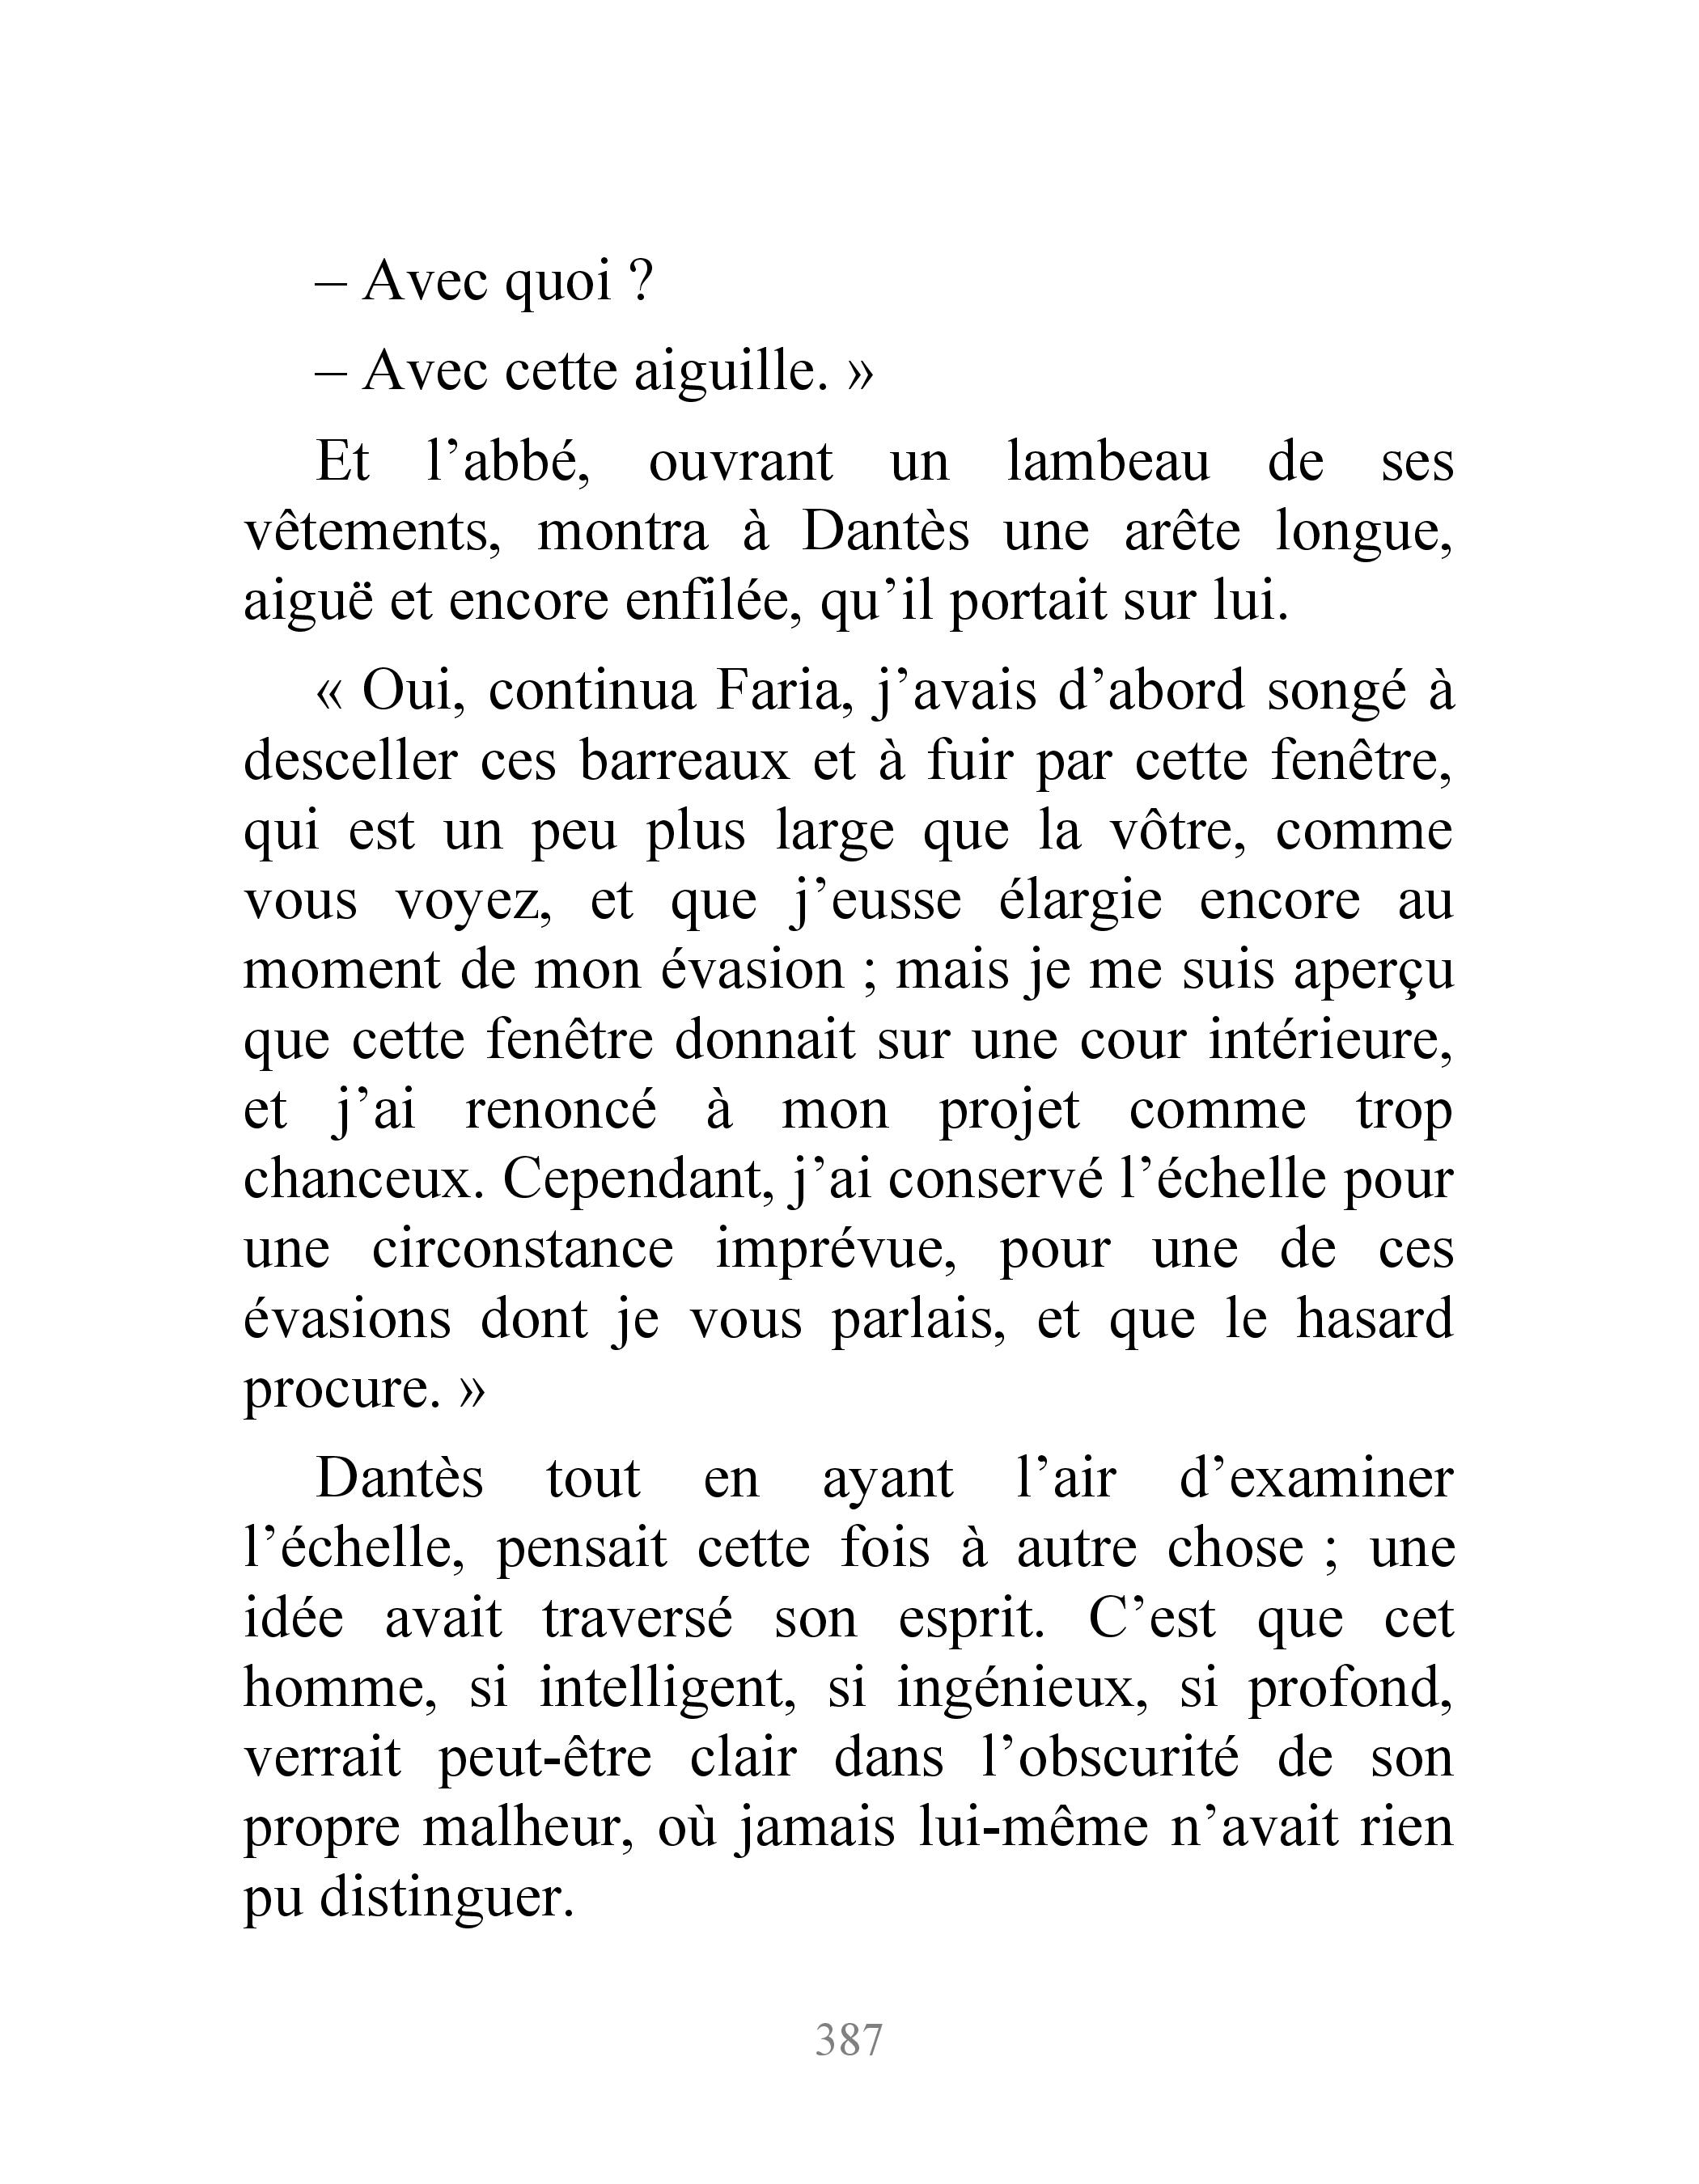 – Avec quoi ?
– Avec cette aiguille. »
Et l’abbé, ouvrant un lambeau de ses
vêtements, montra à Dantès une arête longue,
aiguë et encore enfilée, qu’il portait sur lui.
« Oui, continua Faria, j’avais d’abord songé à
desceller ces barreaux et à fuir par cette fenêtre,
qui est un peu plus large que la vôtre, comme
vous voyez, et que j’eusse élargie encore au
moment de mon évasion ; mais je me suis aperçu
que cette fenêtre donnait sur une cour intérieure,
et j’ai renoncé à mon projet comme trop
chanceux. Cependant, j’ai conservé l’échelle pour
une circonstance imprévue, pour une de ces
évasions dont je vous parlais, et que le hasard
procure. »
Dantès tout en ayant l’air d’examiner
l’échelle, pensait cette fois à autre chose ; une
idée avait traversé son esprit. C’est que cet
homme, si intelligent, si ingénieux, si profond,
verrait peut-être clair dans l’obscurité de son
propre malheur, où jamais lui-même n’avait rien
pu distinguer.
387